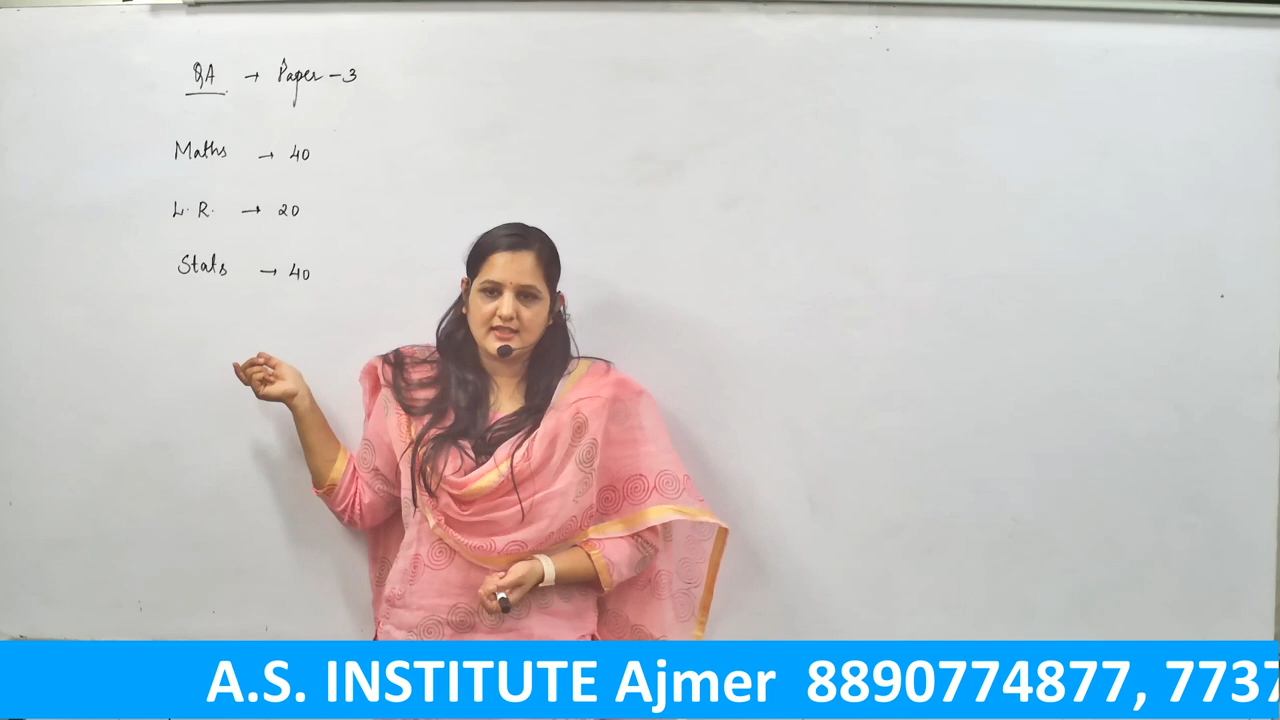 QA → Paper - 3
Maths → 40
L. R. → 20
Stats → 40
A.S. INSTITUTE Ajmer 8890774877, 7737